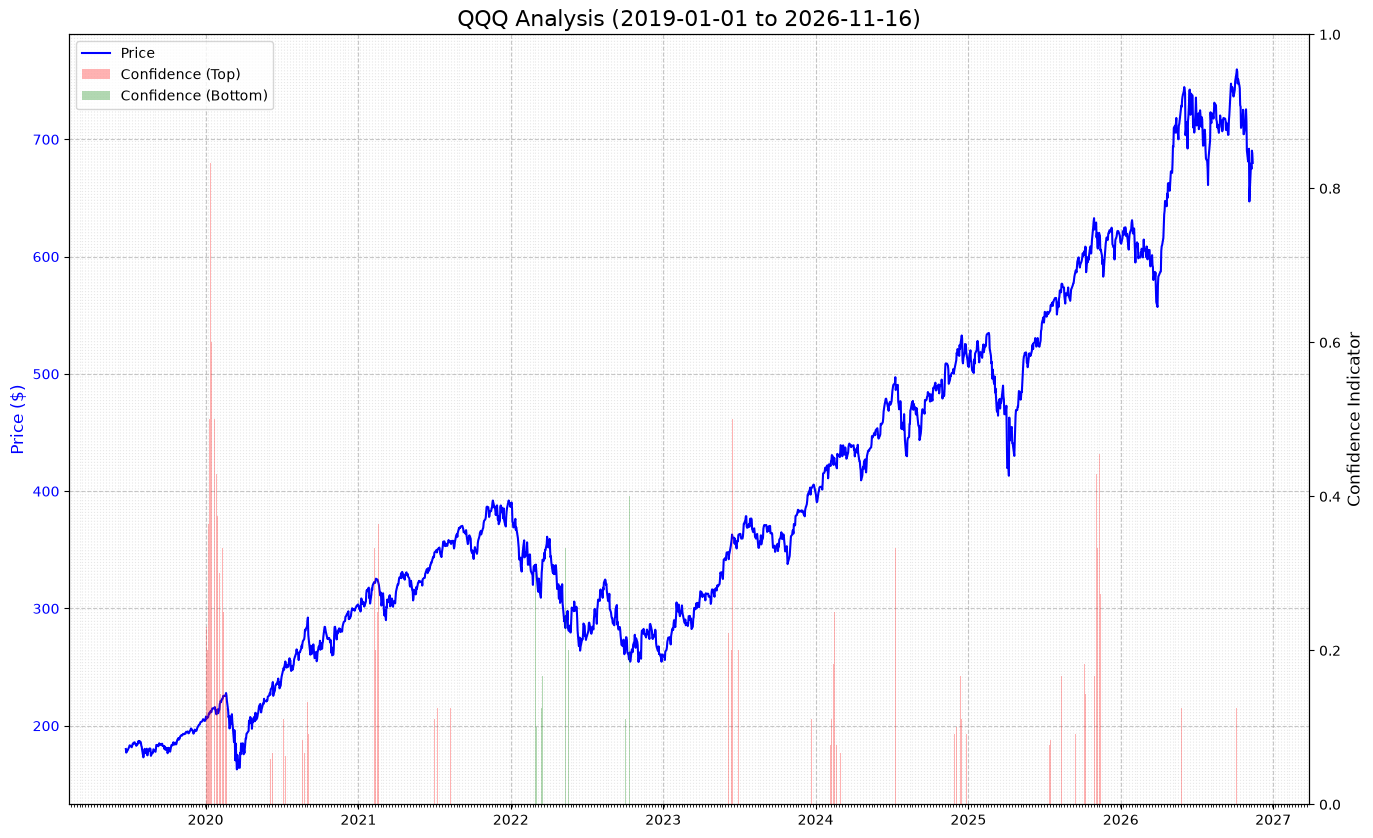 QQQ Analysis (2019-01-01 to 2026-11-16)
Price
Confidence (Top)
Confidence (Bottom)
Price ($)
700
600
500
400
300
200
1.0
0.8
0.6
0.4
0.2
0.0
Confidence Indicator
2020 2021 2022 2023 2024 2025 2026 2027